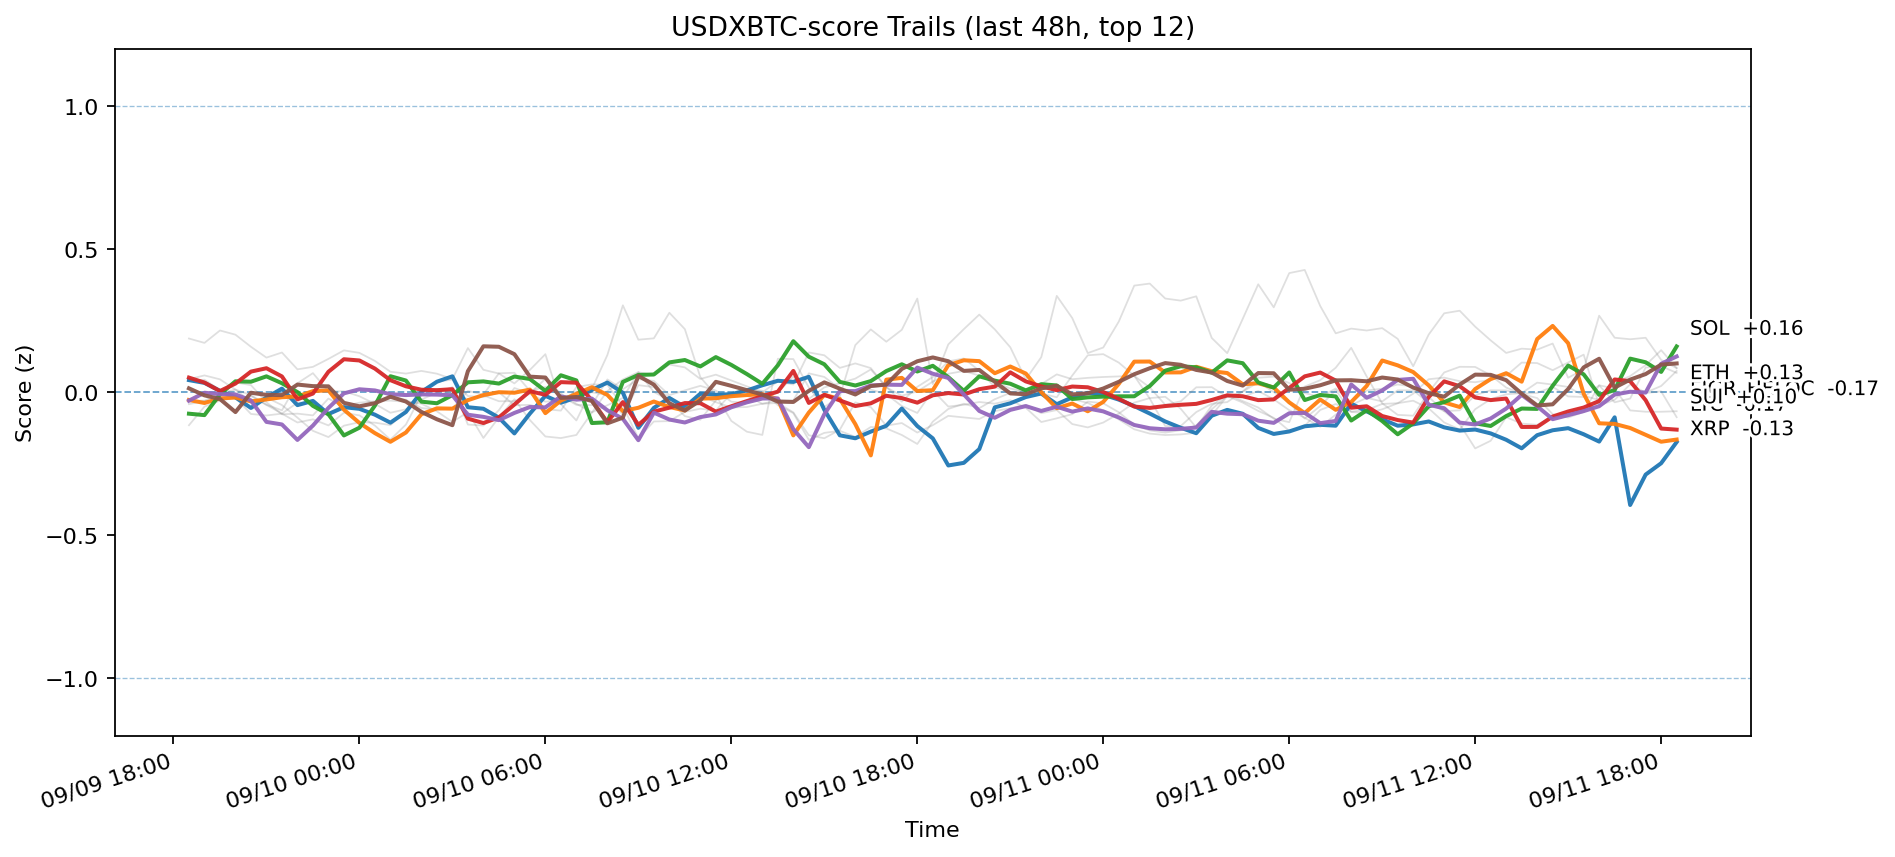 USDXBTC-score Trails (last 48h, top 12)
Score (z)
1.0
0.5
0.0
−0.5
−1.0
SOL +0.16
ETH +0.13
-0.17
SUI +0.10
LTC -0.17
XRP -0.13
09/09 18:00
09/10 00:00
09/10 06:00
09/10 12:00
09/10 18:00
09/11 00:00
09/11 06:00
09/11 12:00
09/11 18:00
Time